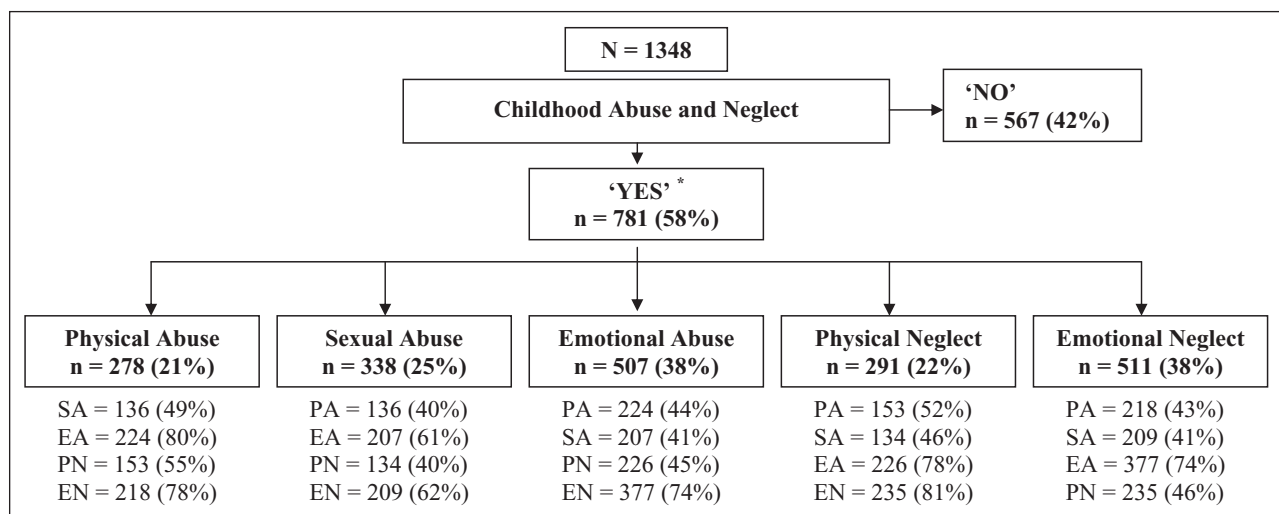 N = 1348
Childhood Abuse and Neglect
‘NO’
n = 567 (42%)
‘YES’ *
n = 781 (58%)
Physical Abuse
n = 278 (21%)
SA = 136 (49%)
EA = 224 (80%)
PN = 153 (55%)
EN = 218 (78%)
Sexual Abuse
n = 338 (25%)
PA = 136 (40%)
EA = 207 (61%)
PN = 134 (40%)
EN = 209 (62%)
Emotional Abuse
n = 507 (38%)
PA = 224 (44%)
SA = 207 (41%)
PN = 226 (45%)
EN = 377 (74%)
Physical Neglect
n = 291 (22%)
PA = 153 (52%)
SA = 134 (46%)
EA = 226 (78%)
EN = 235 (81%)
Emotional Neglect
n = 511 (38%)
PA = 218 (43%)
SA = 209 (41%)
EA = 377 (74%)
PN = 235 (46%)